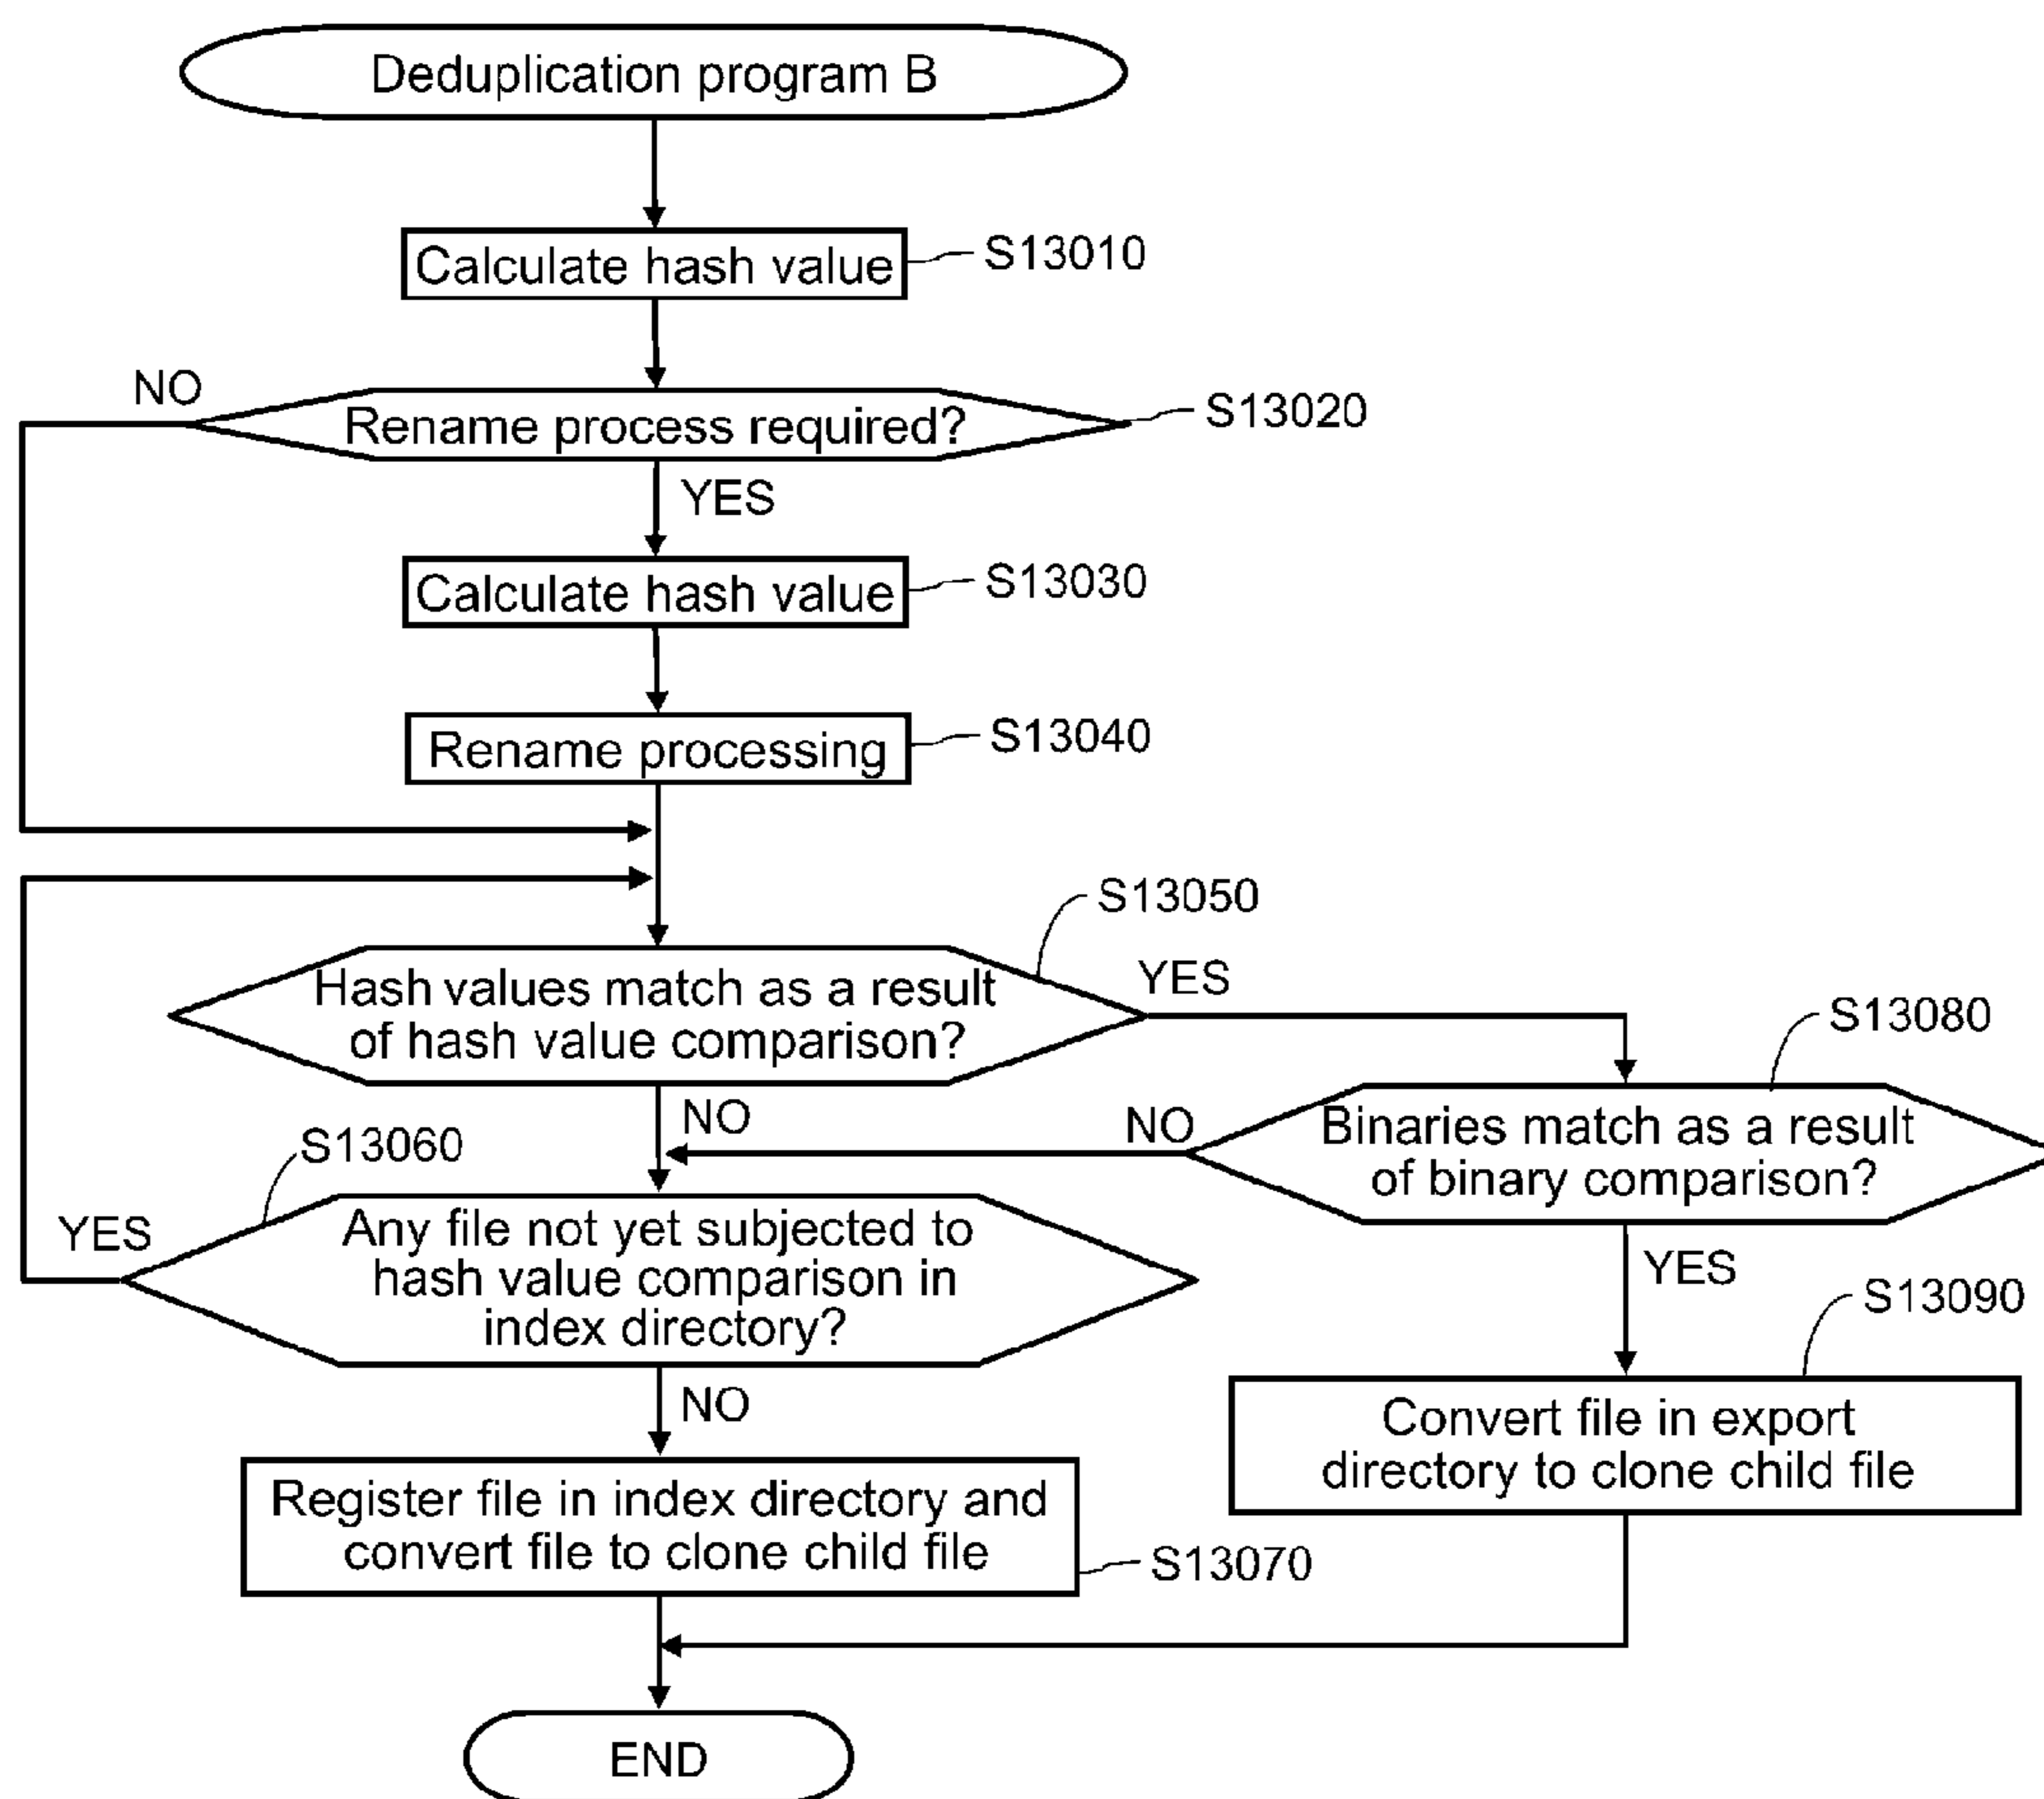 Deduplication program B
Calculate hash value
S13010
NO
Rename process required?
S13020
YES
Calculate hash value
S13030
Rename processing
S13040
S13050
Hash values match as a result
of hash value comparison?
YES
S13080
NO
NO
Binaries match as a result
of binary comparison?
S13060
YES
Any file not yet subjected to
hash value comparison in
index directory?
YES
S13090
NO
Convert file in export
directory to clone child file
Register file in index directory and
convert file to clone child file
S13070
END